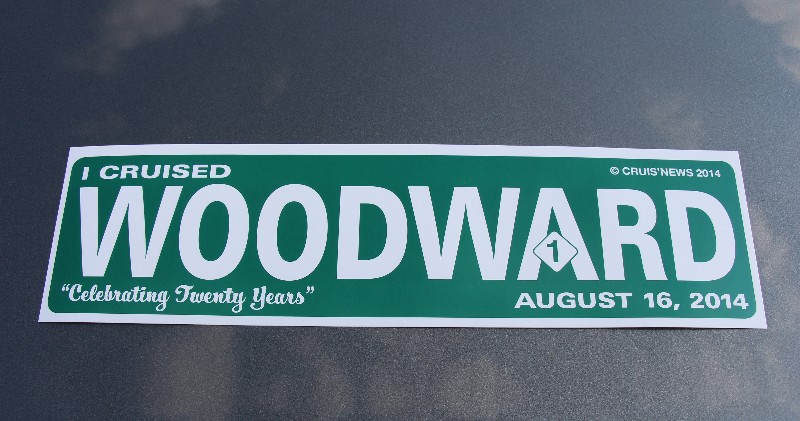 I CRUISED
© CRUIS'NEWS 2014
WOODWARD
1
"Celebrating Twenty Years"
AUGUST 16, 2014